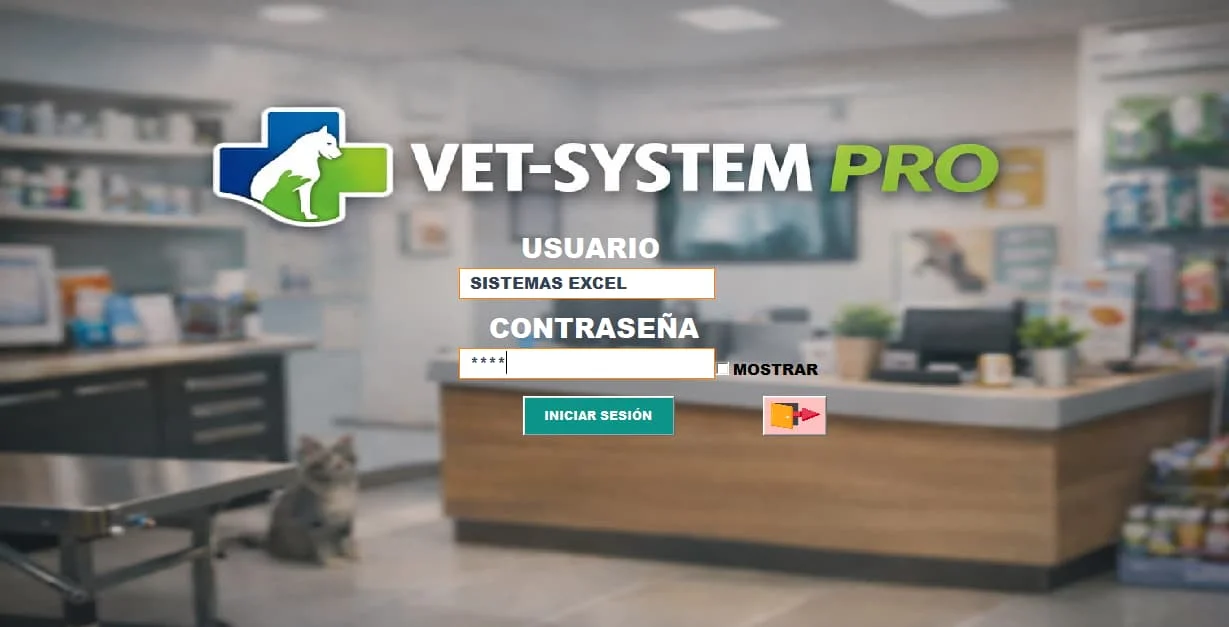 VET-SYSTEM PRO
USUARIO
SISTEMAS EXCEL
CONTRASEÑA
****
MOSTRAR
INICIAR SESIÓN